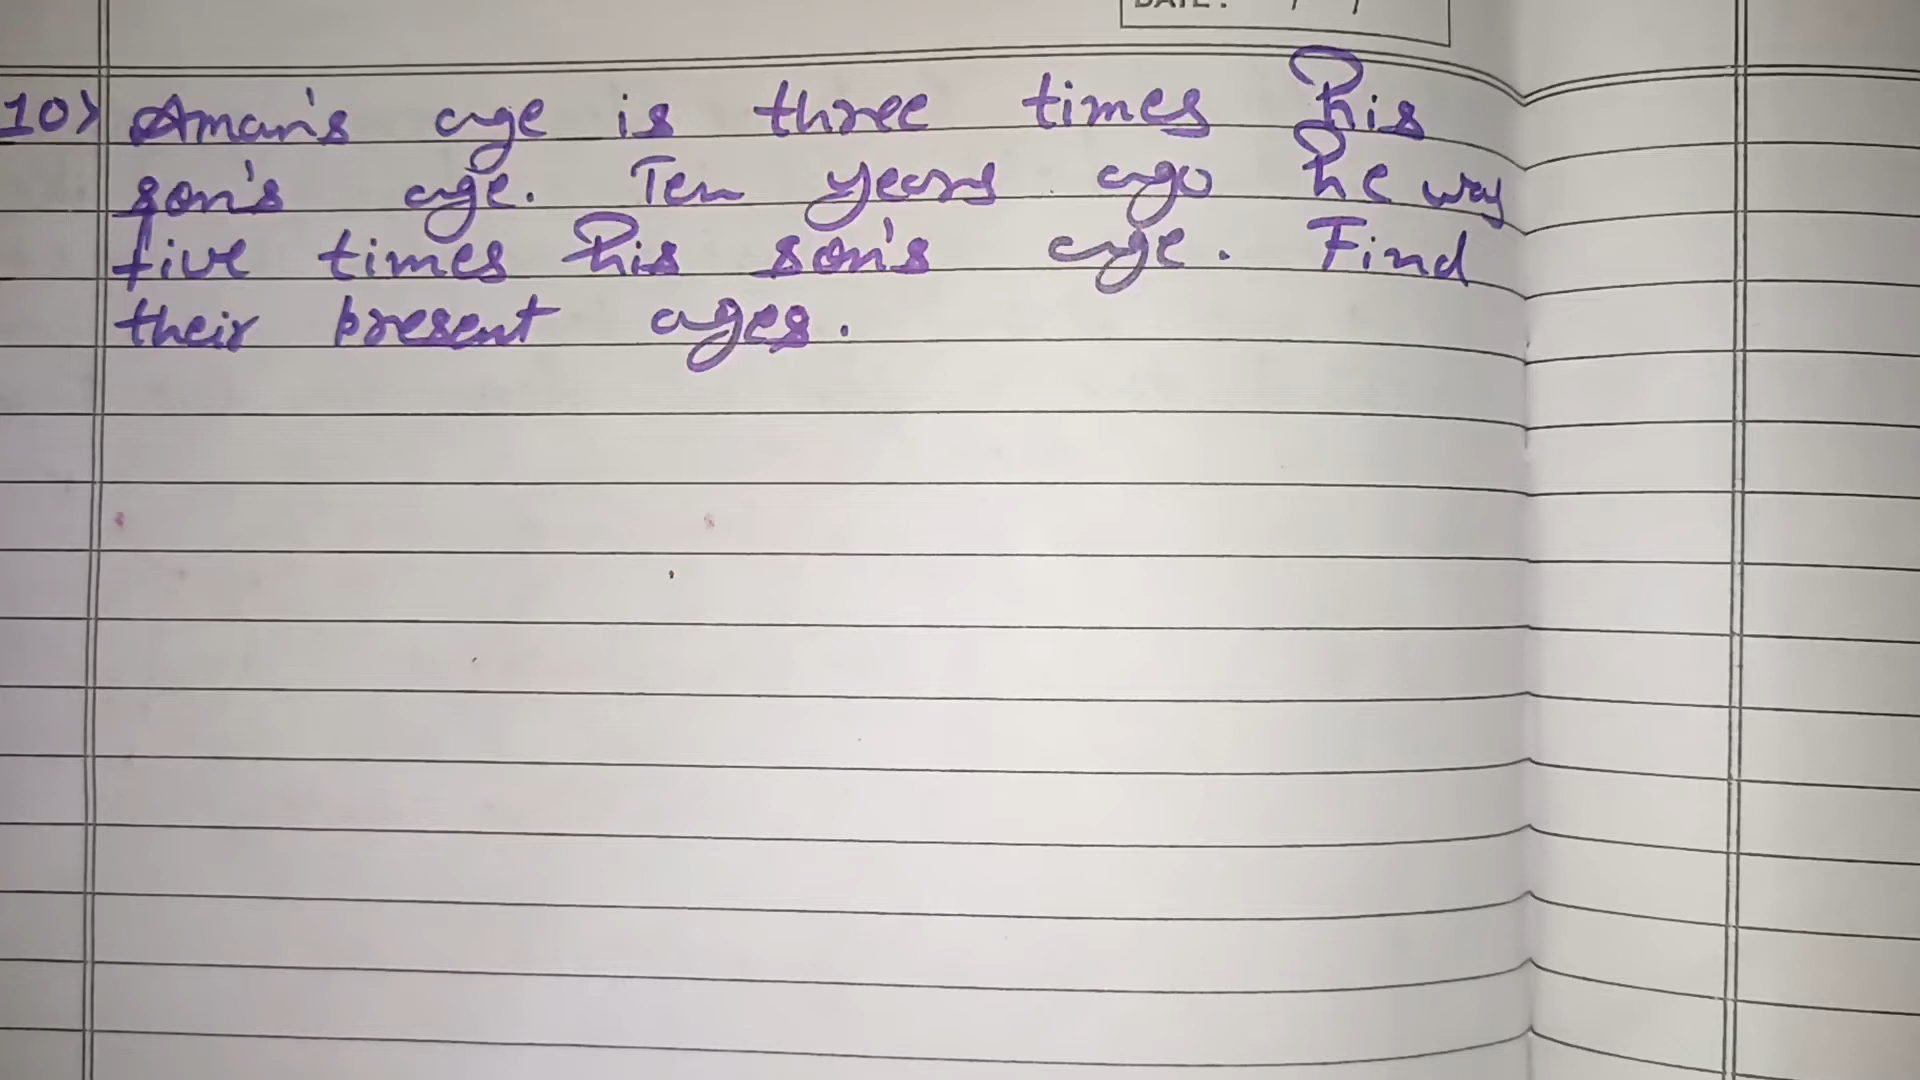 DATE: / /
10) Aman's age is three times his
son's age. Ten years ago he was
five times his son's age. Find
their present ages.